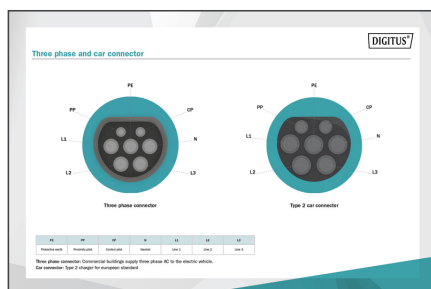 DIGITUS®
Three phase and car connector
PE
PP
CP
L1
N
L2
L3
Three phase connector
PE
PP
CP
L1
N
L2
L3
Type 2 car connector
PE PP CP N L1 L2 L3
Protective earth Proximity pilot Control pilot Neutral Line 1 Line 2 Line 3
Three phase connector: Commercial buildings supply three phase AC to the electric vehicle.
Car connector: Type 2 charger for european standard